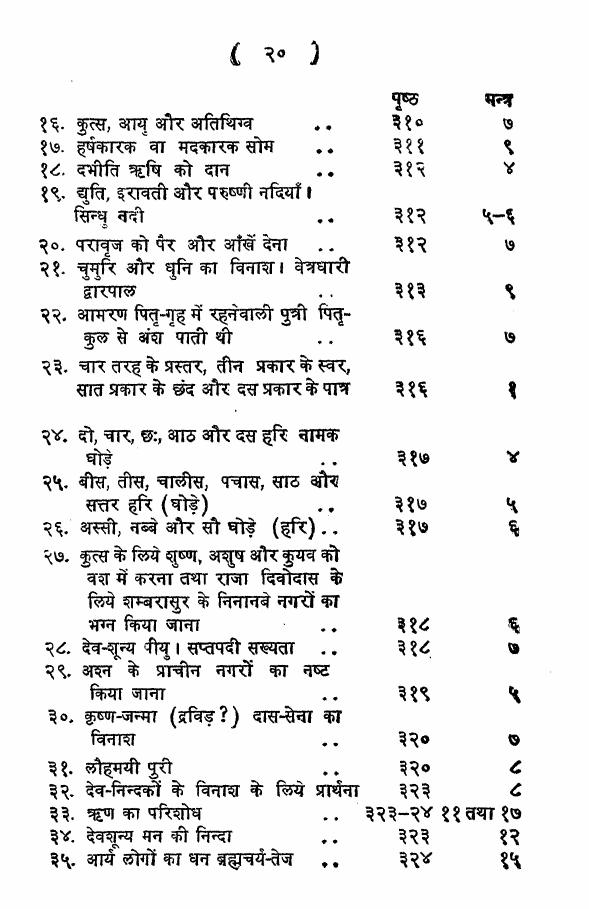 ( २० )
पृष्ठ मन्त्र
१६. कुत्स, आयु और अतिथिग्व .. ३१० ७
१७. हर्षकारक वा मदकारक सोम .. ३११ ९
१८. दभीति ऋषि को दान .. ३१२ ४
१९. द्युति, इरावती और परुष्णी नदियाँ।
सिन्धु नदी .. ३१२ ५-६
२०. परावृज को पैर और आँखें देना .. ३१२ ७
२१. चुमुरि और धुनि का विनाश। वेत्रधारी
द्वारपाल .. ३१३ ९
२२. आमरण पितृ-गृह में रहनेवाली पुत्री पितृ-
कुल से अंश पाती थी .. ३१६ ७
२३. चार तरह के प्रस्तर, तीन प्रकार के स्वर,
सात प्रकार के छंद और दस प्रकार के पात्र ३१६ १
२४. दो, चार, छः, आठ और दस हरि नामक
घोड़े .. ३१७ ४
२५. बीस, तीस, चालीस, पचास, साठ और
सत्तर हरि (घोड़े) .. ३१७ ५
२६. अस्सी, नब्बे और सौ घोड़े (हरि) .. ३१७ ६
२७. कुत्स के लिये शुष्ण, अशुष और कुयव को
वश में करना तथा राजा दिवोदास के
लिये शम्बरासुर के निनानबे नगरों का
भग्न किया जाना .. ३१८ ६
२८. देव-शून्य पीयु। सप्तपदी सख्यता .. ३१८ ७
२९. अश्न के प्राचीन नगरों का नष्ट
किया जाना .. ३१९ ५
३०. कृष्ण-जन्मा (द्रविड़?) दास-सेना का
विनाश .. ३२० ७
३१. लौहमयी पुरी .. ३२० ८
३२. देव-निन्दकों के विनाश के लिये प्रार्थना ३२३ ८
३३. ऋण का परिशोध .. ३२३-२४ ११ तथा १७
३४. देवशून्य मन की निन्दा .. ३२३ १२
३५. आर्य लोगों का धन ब्रह्मचर्य-तेज .. ३२४ १५